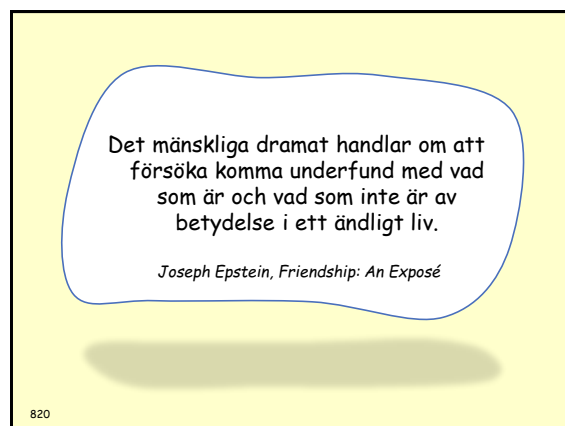 Det mänskliga dramat handlar om att
försöka komma underfund med vad
som är och vad som inte är av
betydelse i ett ändligt liv.
Joseph Epstein, Friendship: An Exposé
820